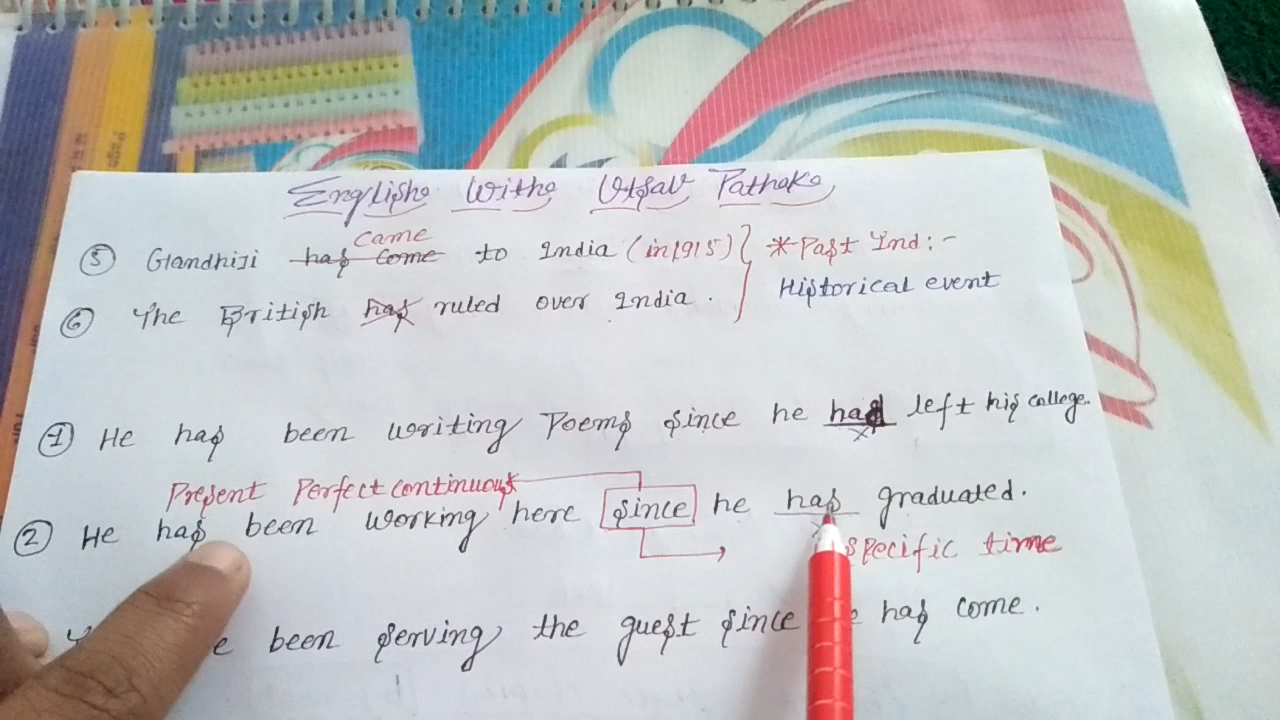 English With Utsav Pathak
came
⑤ Gandhiji has come to India (in 1915) } * Past Ind:-
⑥ The British has ruled over India. Historical event
① He has been writing Poems since he had left his college.
Present Perfect continuous
② He has been working here since he has graduated.
specific time
been serving the guest since has come.